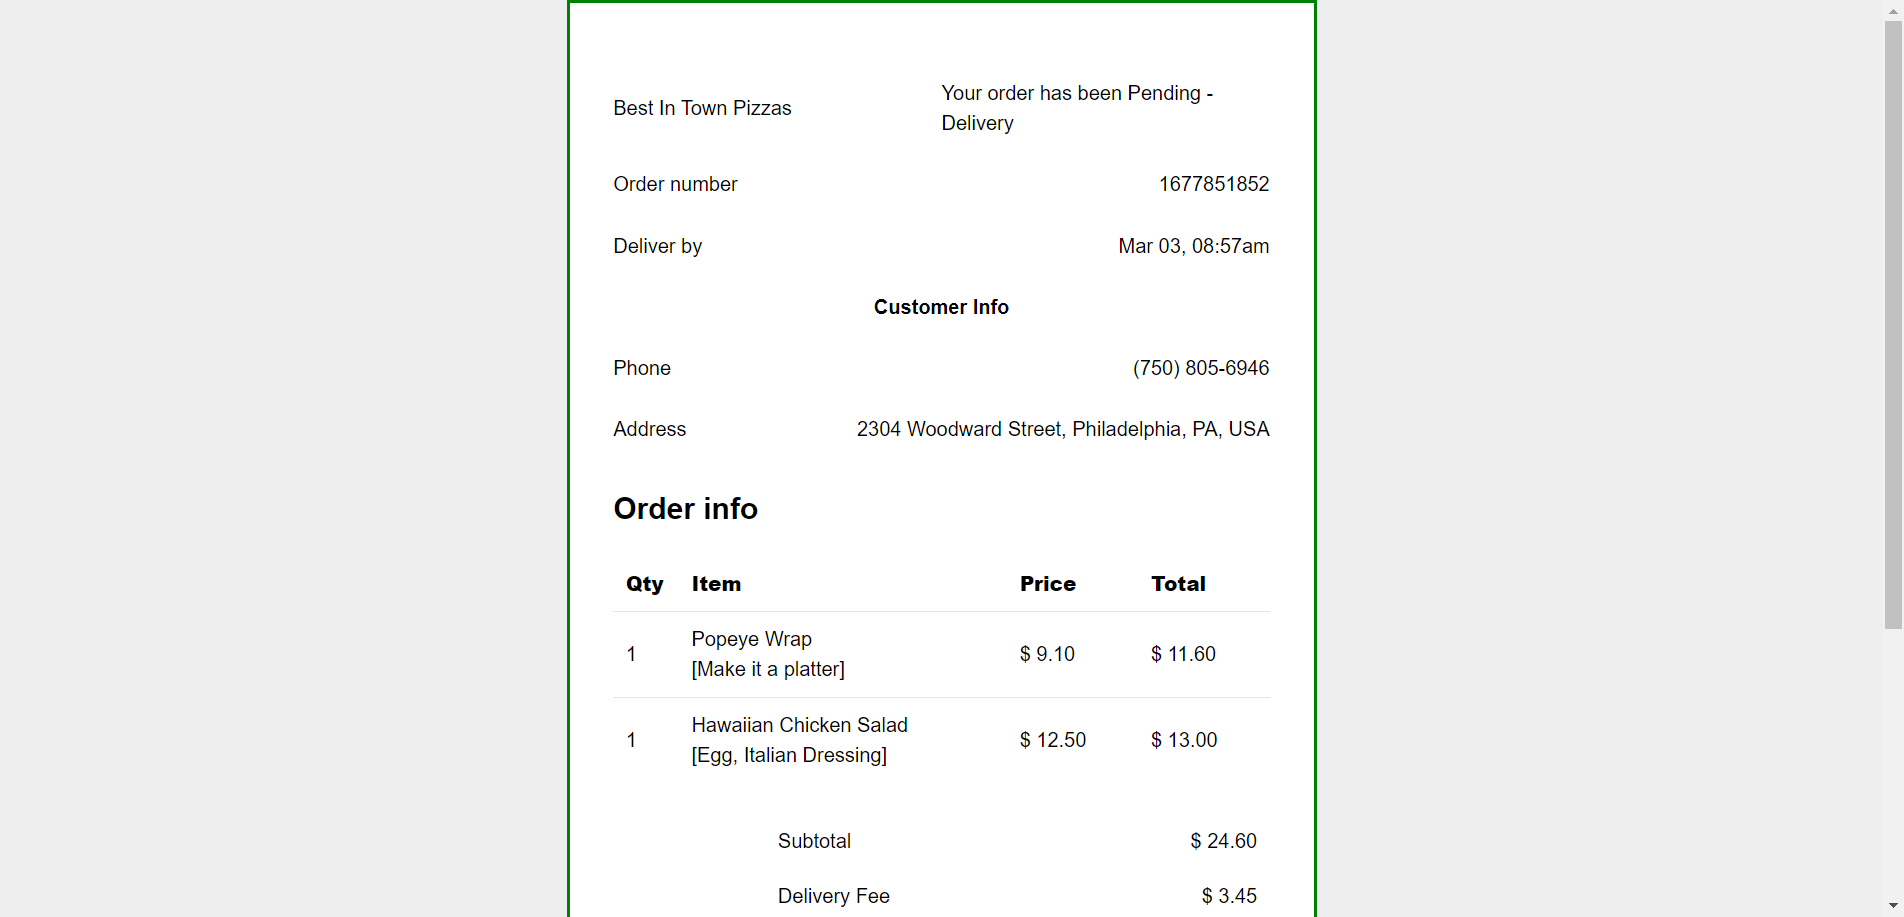 Best In Town Pizzas
Your order has been Pending -
Delivery
Order number 1677851852
Deliver by Mar 03, 08:57am
Customer Info
Phone (750) 805-6946
Address 2304 Woodward Street, Philadelphia, PA, USA
Order info
Qty Item Price Total
1 Popeye Wrap $ 9.10 $ 11.60
[Make it a platter]
1 Hawaiian Chicken Salad $ 12.50 $ 13.00
[Egg, Italian Dressing]
Subtotal $ 24.60
Delivery Fee $ 3.45